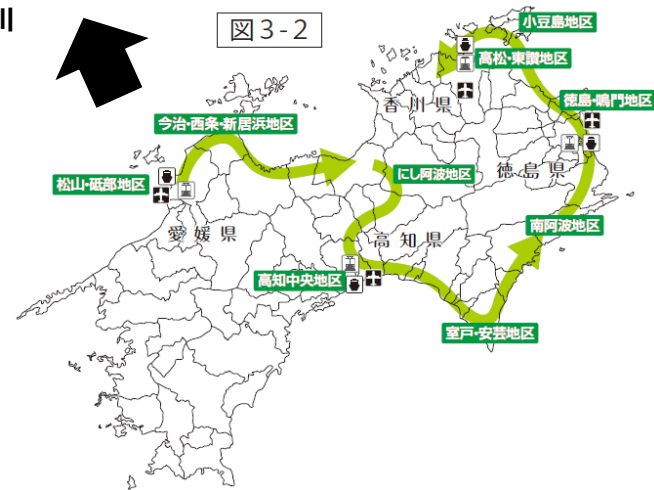 図3-2
小豆島地区
高松・東讃地区
香川県
徳島・鳴門地区
今治・西条・新居浜地区
にし阿波地区
徳島県
松山・砥部地区
愛媛県
高知県
南阿波地区
高知中央地区
室戸・安芸地区